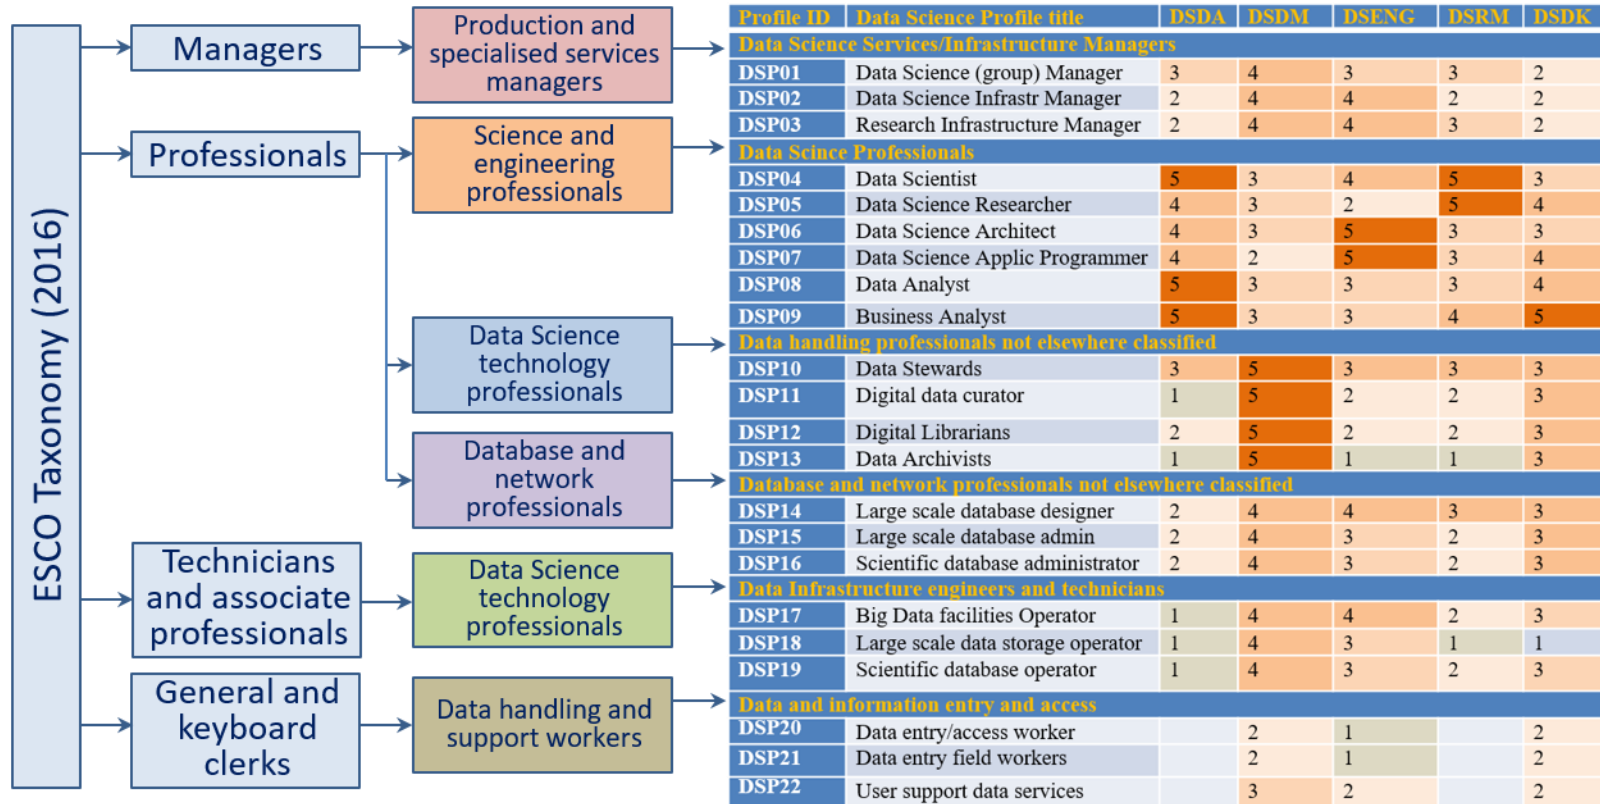 ESCO Taxonomy (2016)
Managers
Professionals
Technicians
and associate
professionals
General and
keyboard
clerks
Production and
specialised services
managers
Science and
engineering
professionals
Data Science
technology
professionals
Database and
network
professionals
Data Science
technology
professionals
Data handling and
support workers
Profile ID Data Science Profile title DSDA DSDM DSENG DSRM DSDK
Data Science Services/Infrastructure Managers
DSP01 Data Science (group) Manager 3 4 3 3 2
DSP02 Data Science Infrastr Manager 2 4 4 2 2
DSP03 Research Infrastructure Manager 2 4 4 3 2
Data Scince Professionals
DSP04 Data Scientist 5 3 4 5 3
DSP05 Data Science Researcher 4 3 2 5 4
DSP06 Data Science Architect 4 3 5 3 3
DSP07 Data Science Applic Programmer 4 2 5 3 4
DSP08 Data Analyst 5 3 3 3 4
DSP09 Business Analyst 5 3 3 4 5
Data handling professionals not elsewhere classified
DSP10 Data Stewards 3 5 3 3 3
DSP11 Digital data curator 1 5 2 2 3
DSP12 Digital Librarians 2 5 2 2 3
DSP13 Data Archivists 1 5 1 1 3
Database and network professionals not elsewhere classified
DSP14 Large scale database designer 2 4 4 3 3
DSP15 Large scale database admin 2 4 3 2 3
DSP16 Scientific database administrator 2 4 3 2 3
Data Infrastructure engineers and technicians
DSP17 Big Data facilities Operator 1 4 4 2 3
DSP18 Large scale data storage operator 1 4 3 1 1
DSP19 Scientific database operator 1 4 3 2 3
Data and information entry and access
DSP20 Data entry/access worker 2 1 2
DSP21 Data entry field workers 2 1 2
DSP22 User support data services 3 2 2